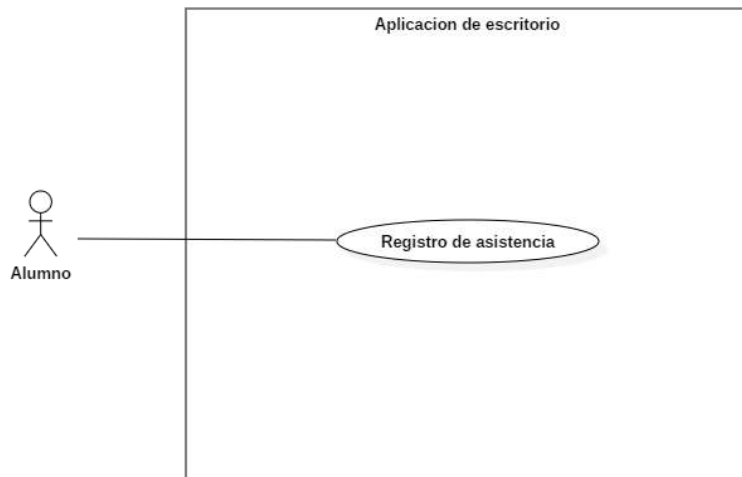 Aplicacion de escritorio
Registro de asistencia
Alumno